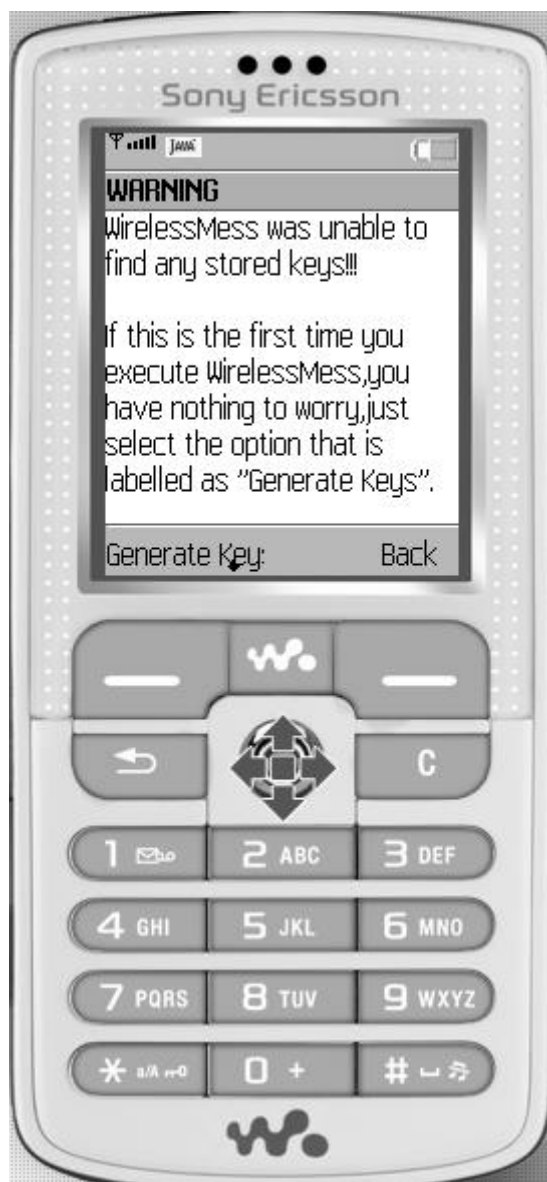 Sony Ericsson
JAVA
WARNING
WirelessMess was unable to
find any stored keys!!!
If this is the first time you
execute WirelessMess,you
have nothing to worry,just
select the option that is
labelled as "Generate Keys".
Generate Key: Back
C
1 2 ABC 3 DEF
4 GHI 5 JKL 6 MNO
7 PQRS 8 TUV 9 WXYZ
* a/A 0 + #